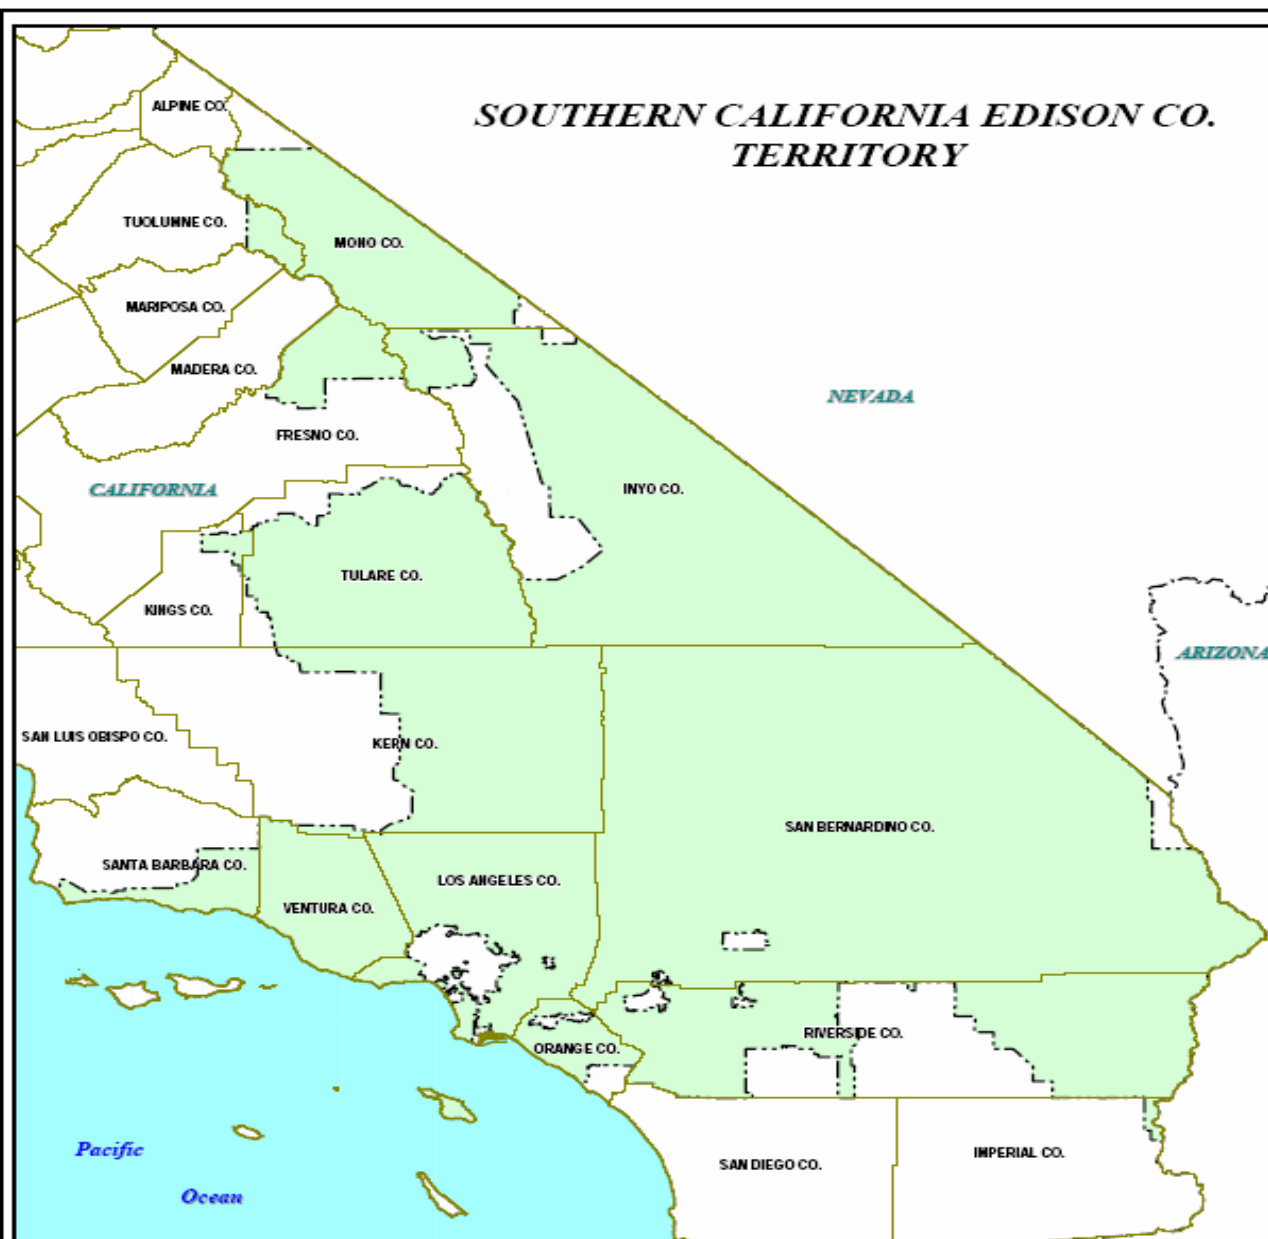 SOUTHERN CALIFORNIA EDISON CO.
TERRITORY
ALPINE CO.
TUOLUMNE CO.
MONO CO.
MARIPOSA CO.
MADERA CO.
NEVADA
FRESNO CO.
CALIFORNIA
INYO CO.
TULARE CO.
KINGS CO.
ARIZONA
SAN LUIS OBISPO CO.
KERN CO.
SAN BERNARDINO CO.
SANTA BARBARA CO.
LOS ANGELES CO.
VENTURA CO.
RIVERSIDE CO.
ORANGE CO.
Pacific
Ocean
SAN DIEGO CO.
IMPERIAL CO.